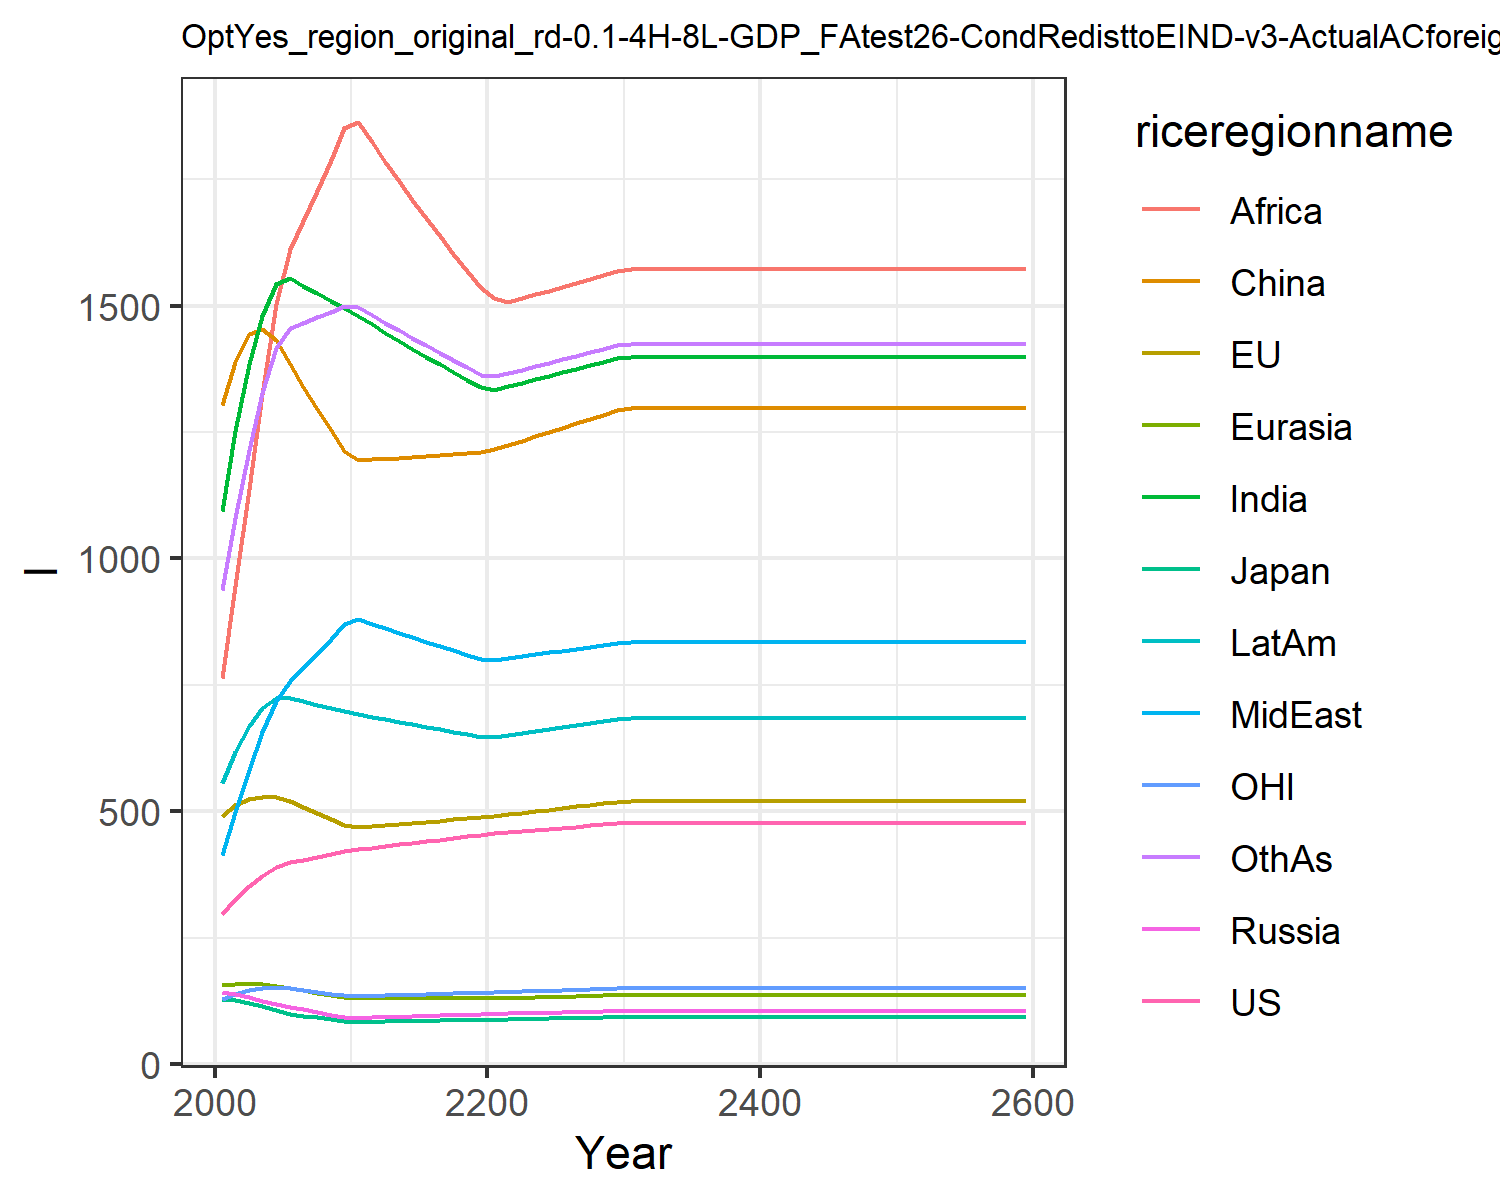 OptYes_region_original_rd-0.1-4H-8L-GDP_FAtest26-CondRedisttoEIND-v3-ActualACforeig
riceregionname
Africa
China
EU
Eurasia
India
Japan
LatAm
MidEast
OHI
OthAs
Russia
US
1500
1000
500
0
l
2000 2200 2400 2600
Year